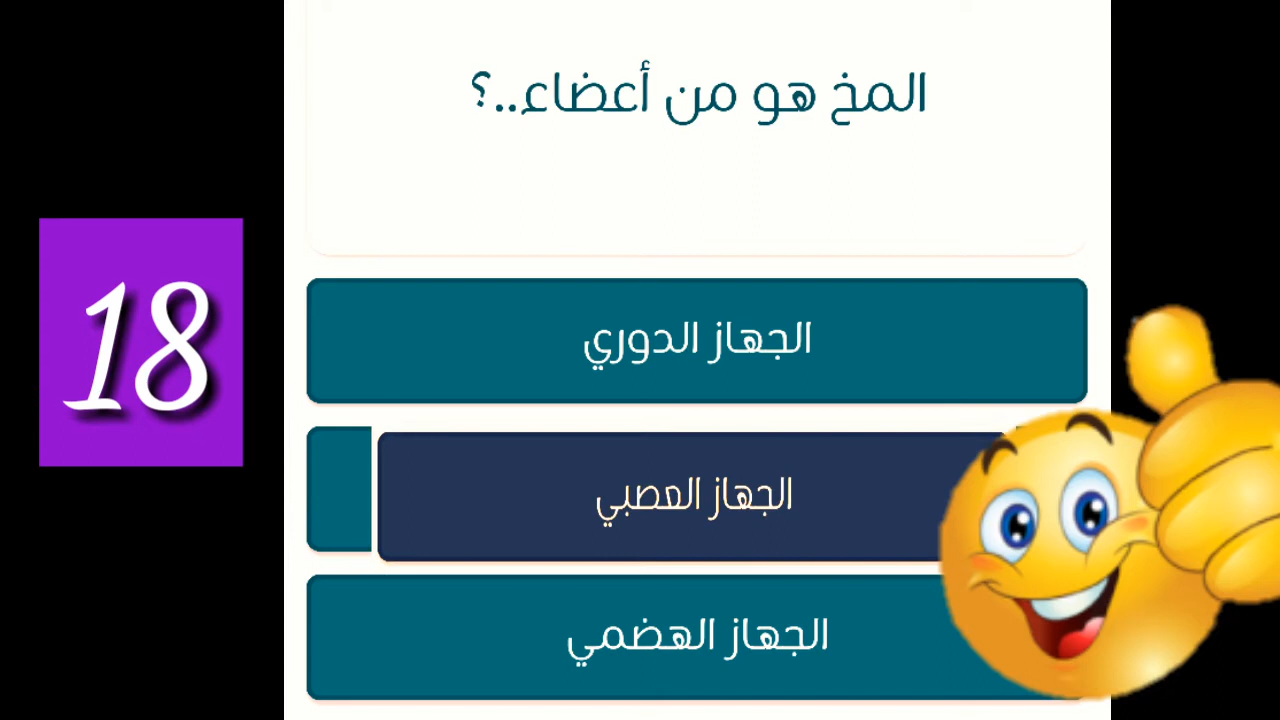 المخ هو من أعضاء..؟
18
الجهاز الدوري
الجهاز العصبي
الجهاز الهضمي